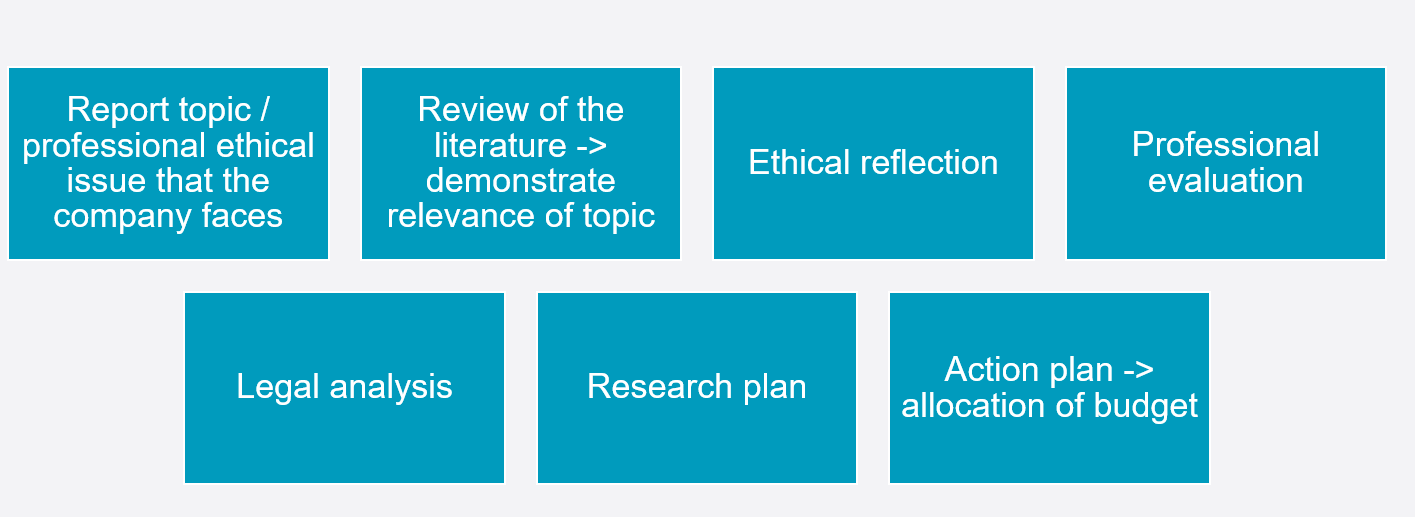 Report topic /
professional ethical
issue that the
company faces
Review of the
literature ->
demonstrate
relevance of topic
Ethical reflection
Professional
evaluation
Legal analysis
Research plan
Action plan ->
allocation of budget